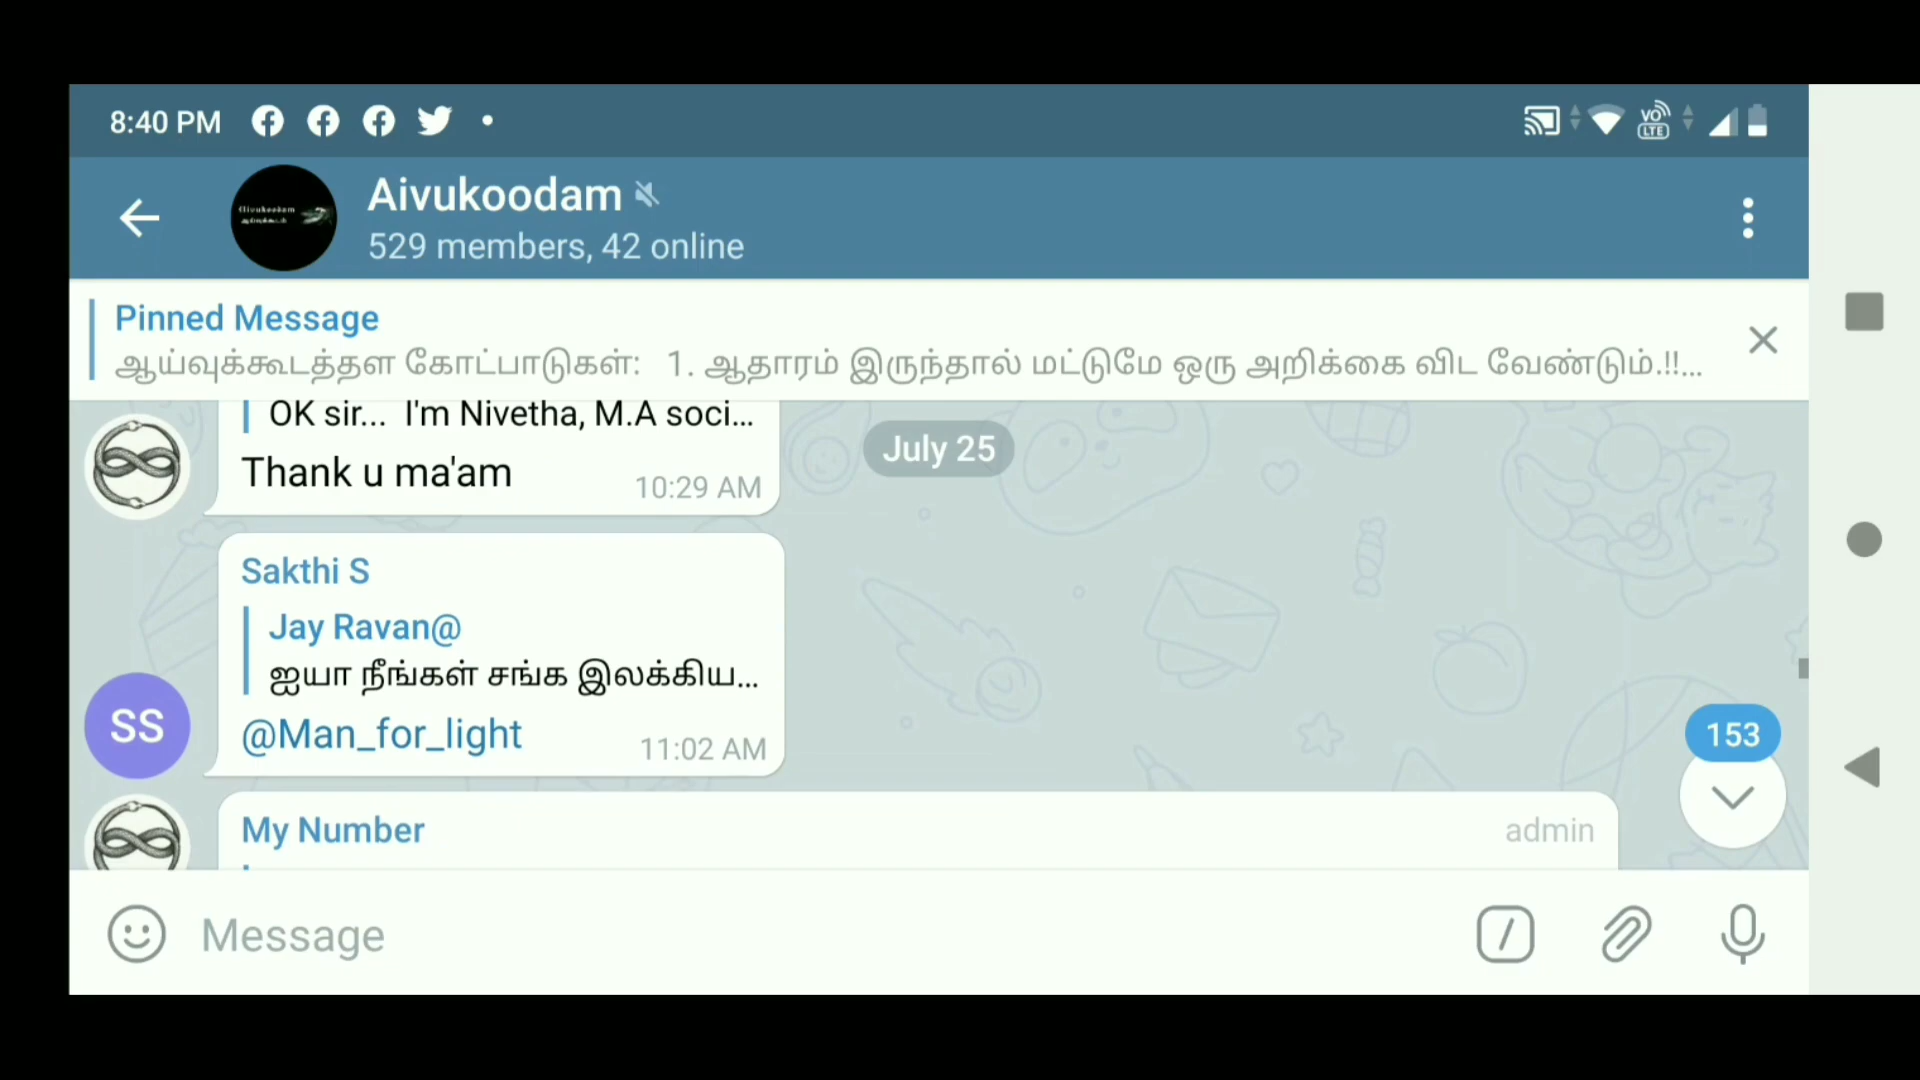 8:40 PM
VO LTE
Aivukoodam
529 members, 42 online
Pinned Message
ஆய்வுக்கூடத்தள கோட்பாடுகள்: 1. ஆதாரம் இருந்தால் மட்டுமே ஒரு அறிக்கை விட வேண்டும்.!!...
OK sir... I'm Nivetha, M.A soci...
July 25
Thank u ma'am
10:29 AM
Sakthi S
Jay Ravan@
ஐயா நீங்கள் சங்க இலக்கிய...
SS
@Man_for_light
11:02 AM
153
My Number
admin
Message